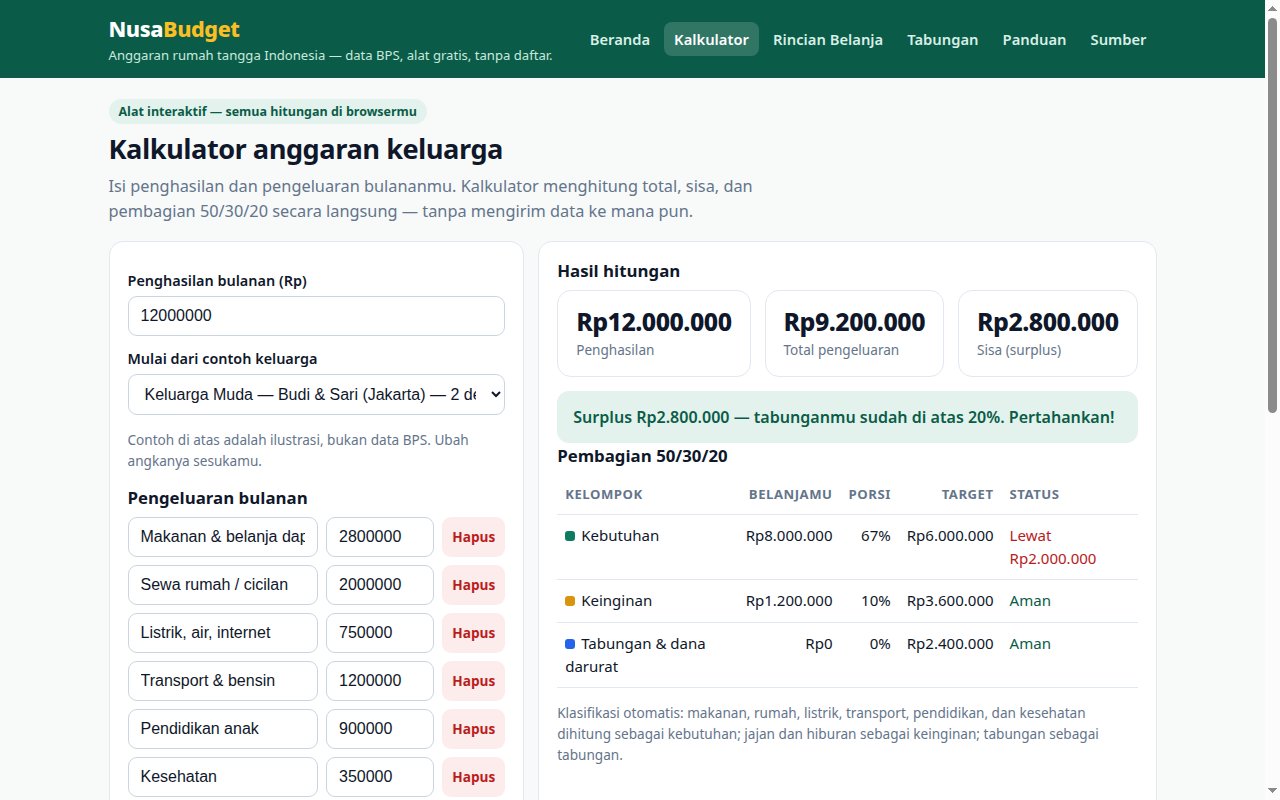 NusaBudget
Anggaran rumah tangga Indonesia — data BPS, alat gratis, tanpa daftar.
Beranda Kalkulator Rincian Belanja Tabungan Panduan Sumber
Alat interaktif — semua hitungan di browsermu
Kalkulator anggaran keluarga
Isi penghasilan dan pengeluaran bulananmu. Kalkulator menghitung total, sisa, dan
pembagian 50/30/20 secara langsung — tanpa mengirim data ke mana pun.
Penghasilan bulanan (Rp)
12000000
Mulai dari contoh keluarga
Keluarga Muda — Budi & Sari (Jakarta) — 2 de
Contoh di atas adalah ilustrasi, bukan data BPS. Ubah
angkanya sesukamu.
Pengeluaran bulanan
Makanan & belanja dap 2800000 Hapus
Sewa rumah / cicilan 2000000 Hapus
Listrik, air, internet 750000 Hapus
Transport & bensin 1200000 Hapus
Pendidikan anak 900000 Hapus
Kesehatan 350000 Hapus
Hasil hitungan
Rp12.000.000
Penghasilan
Rp9.200.000
Total pengeluaran
Rp2.800.000
Sisa (surplus)
Surplus Rp2.800.000 — tabunganmu sudah di atas 20%. Pertahankan!
Pembagian 50/30/20
KELOMPOK BELANJAMU PORSI TARGET STATUS
Kebutuhan Rp8.000.000 67% Rp6.000.000 Lewat
Rp2.000.000
Keinginan Rp1.200.000 10% Rp3.600.000 Aman
Tabungan & dana Rp0 0% Rp2.400.000 Aman
darurat
Klasifikasi otomatis: makanan, rumah, listrik, transport, pendidikan, dan kesehatan
dihitung sebagai kebutuhan; jajan dan hiburan sebagai keinginan; tabungan sebagai
tabungan.